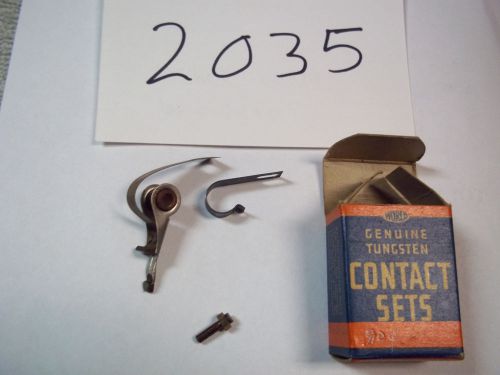 2035
GENUINE
TUNGSTEN
CONTACT
SETS